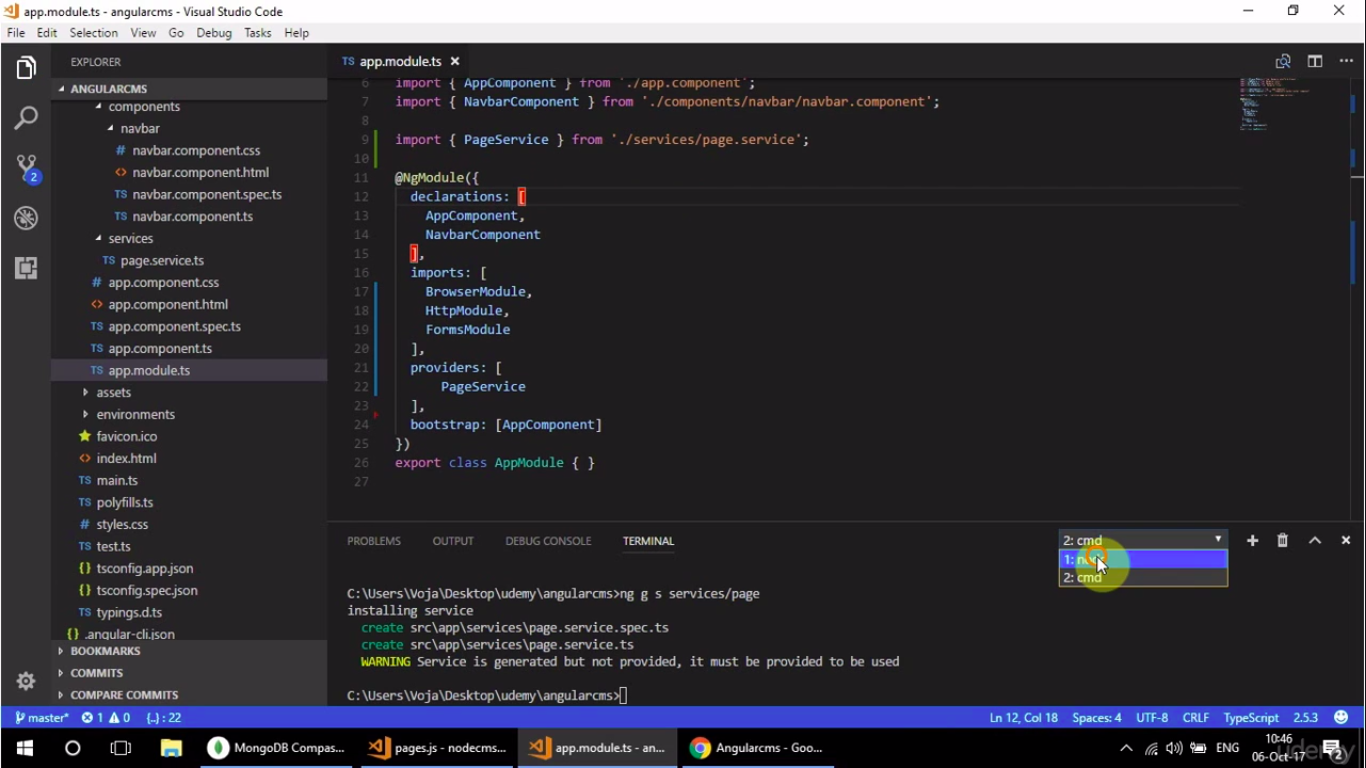 app.module.ts - angularcms - Visual Studio Code
File Edit Selection View Go Debug Tasks Help
EXPLORER
ANGULARCMS
components
navbar
# navbar.component.css
<> navbar.component.html
TS navbar.component.spec.ts
TS navbar.component.ts
services
TS page.service.ts
# app.component.css
<> app.component.html
TS app.component.spec.ts
TS app.component.ts
TS app.module.ts
assets
environments
favicon.ico
<> index.html
TS main.ts
TS polyfills.ts
# styles.css
TS test.ts
{} tsconfig.app.json
{} tsconfig.spec.json
TS typings.d.ts
{} .angular-cli.json
BOOKMARKS
COMMITS
COMPARE COMMITS
2
TS app.module.ts
6 import { AppComponent } from './app.component';
7 import { NavbarComponent } from './components/navbar/navbar.component';
8
9 import { PageService } from './services/page.service';
10
11 @NgModule({
12 declarations: [
13 AppComponent,
14 NavbarComponent
15 ],
16 imports: [
17 BrowserModule,
18 HttpModule,
19 FormsModule
20 ],
21 providers: [
22 PageService
23 ],
24 bootstrap: [AppComponent]
25 })
26 export class AppModule { }
27
PROBLEMS OUTPUT DEBUG CONSOLE TERMINAL
2: cmd
1:
2: cmd
C:\Users\Voja\Desktop\udemy\angularcms>ng g s services/page
installing service
create src\app\services\page.service.spec.ts
create src\app\services\page.service.ts
WARNING Service is generated but not provided, it must be provided to be used
C:\Users\Voja\Desktop\udemy\angularcms>
master* 1 0 {..} : 22 Ln 12, Col 18 Spaces: 4 UTF-8 CRLF TypeScript 2.5.3
MongoDB Compas... pages.js - nodecms... app.module.ts - an... Angularcms - Goo... ENG
10:46
06-Oct-17
2
udemy